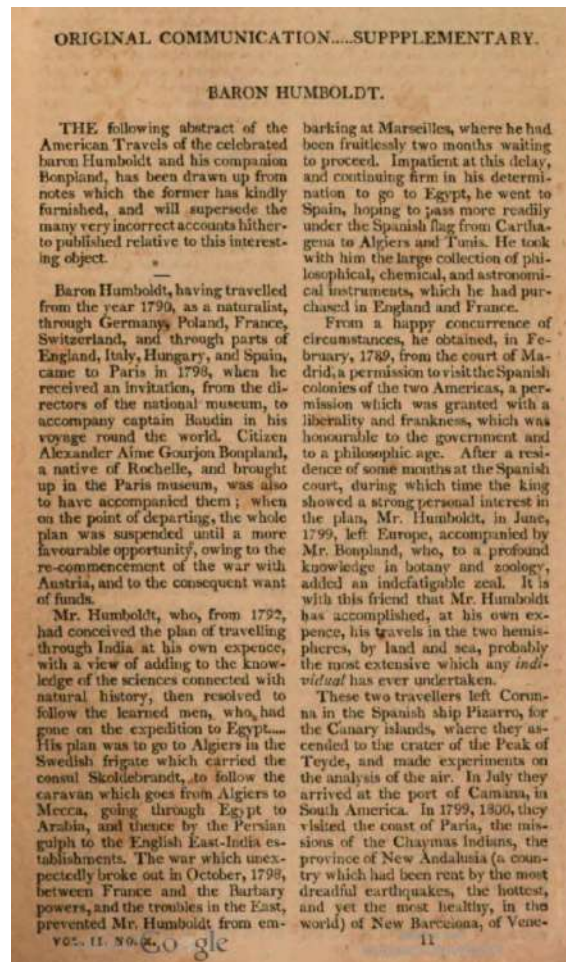 ORIGINAL COMMUNICATION.....SUPPPLEMENTARY.
BARON HUMBOLDT.
THE following abstract of the
American Travels of the celebrated
baron Humboldt and his companion
Bonpland, has been drawn up from
notes which the former has kindly
furnished, and will supersede the
many very incorrect accounts hither-
to published relative to this interest-
ing object.
Baron Humboldt, having travelled
from the year 1790, as a naturalist,
through Germany, Poland, France,
Switzerland, and through parts of
England, Italy, Hungary, and Spain,
came to Paris in 1798, when he
received an invitation, from the di-
rectors of the national museum, to
accompany captain Baudin in his
voyage round the world. Citizen
Alexander Aime Gourjon Bonpland,
a native of Rochelle, and brought
up in the Paris museum, was also
to have accompanied them; when
on the point of departing, the whole
plan was suspended until a more
favourable opportunity, owing to the
re-commencement of the war with
Austria, and to the consequent want
of funds.
Mr. Humboldt, who, from 1792,
had conceived the plan of travelling
through India at his own expence,
with a view of adding to the know-
ledge of the sciences connected with
natural history, then resolved to
follow the learned men, who had
gone on the expedition to Egypt.....
His plan was to go to Algiers in the
Swedish frigate which carried the
consul Skoldebrandt, to follow the
caravan which goes from Algiers to
Mecca, going through Egypt to
Arabia, and thence by the Persian
gulph to the English East-India es-
tablishments. The war which unex-
pectedly broke out in October, 1798,
between France and the Barbary
powers, and the troubles in the East,
prevented Mr. Humboldt from em-
VOL. II. NO. X.
Google
barking at Marseilles, where he had
been fruitlessly two months waiting
to proceed. Impatient at this delay,
and continuing firm in his determi-
nation to go to Egypt, he went to
Spain, hoping to pass more readily
under the Spanish flag from Cartha-
gena to Algiers and Tunis. He took
with him the large collection of phi-
losophical, chemical, and astronomi-
cal instruments, which he had pur-
chased in England and France.
From a happy concurrence of
circumstances, he obtained, in Fe-
bruary, 1789, from the court of Ma-
drid, a permission to visit the Spanish
colonies of the two Americas, a per-
mission which was granted with a
liberality and frankness, which was
honourable to the government and
to a philosophic age. After a resi-
dence of some months at the Spanish
court, during which time the king
showed a strong personal interest in
the plan, Mr. Humboldt, in June,
1799, left Europe, accompanied by
Mr. Bonpland, who, to a profound
knowledge in botany and zoology,
added an indefatigable zeal. It is
with this friend that Mr. Humboldt
has accomplished, at his own ex-
pence, his travels in the two hemis-
pheres, by land and sea, probably
the most extensive which any indi-
vidual has ever undertaken.
These two travellers left Corun-
na in the Spanish ship Pizarro, for
the Canary islands, where they as-
cended to the crater of the Peak of
Teyde, and made experiments on
the analysis of the air. In July they
arrived at the port of Camana, in
South America. In 1799, 1800, they
visited the coast of Paria, the mis-
sions of the Chaymas Indians, the
province of New Andalusia (a coun-
try which had been rent by the most
dreadful earthquakes, the hottest,
and yet the most healthy, in the
world) of New Barcelona, of Vene-
11